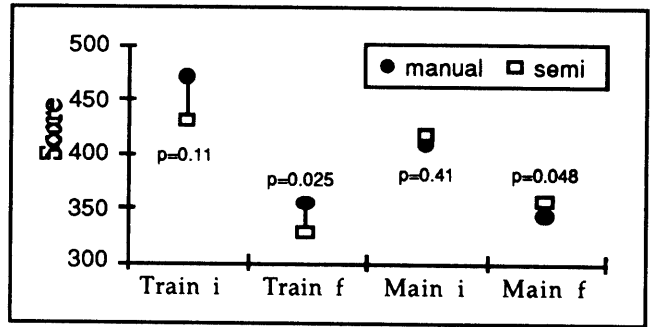 500
450
400
350
300
Score
● manual □ semi
p=0.11
p=0.025
p=0.41
p=0.048
Train i
Train f
Main i
Main f